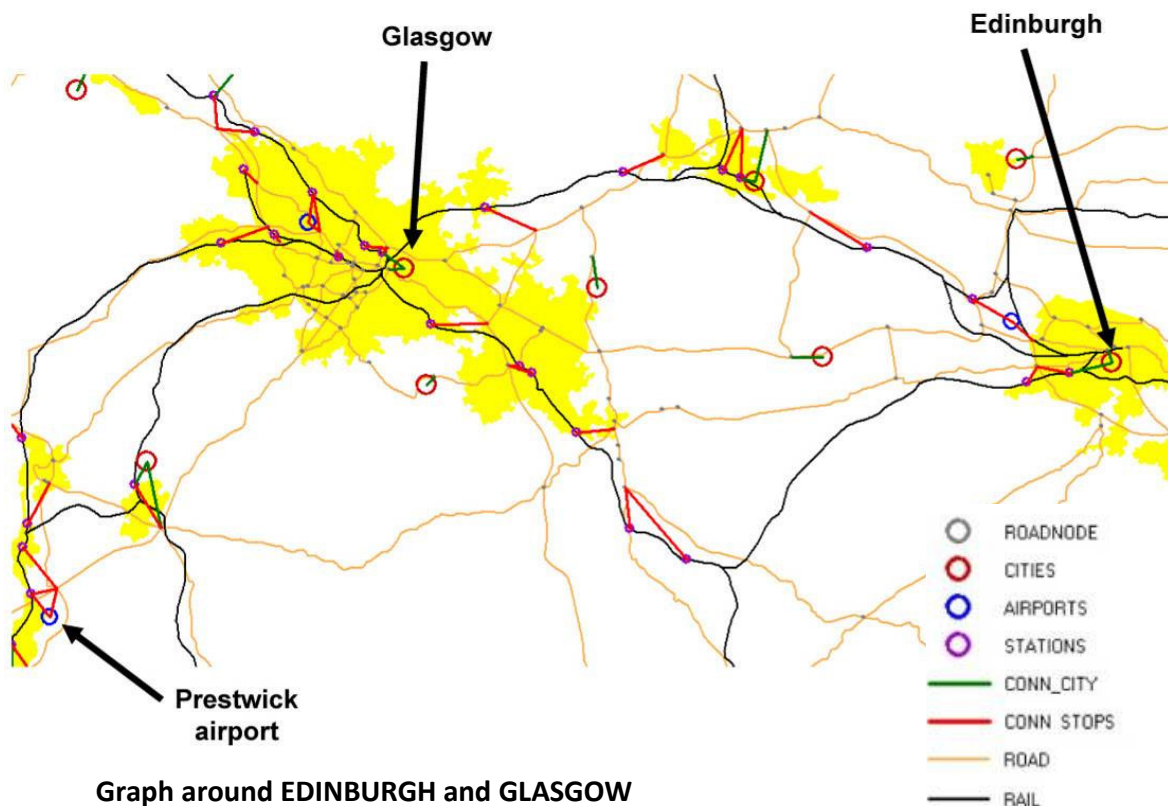 Glasgow
Edinburgh
Prestwick
airport
ROADNODE
CITIES
AIRPORTS
STATIONS
CONN_CITY
CONN STOPS
ROAD
RAIL
Graph around EDINBURGH and GLASGOW